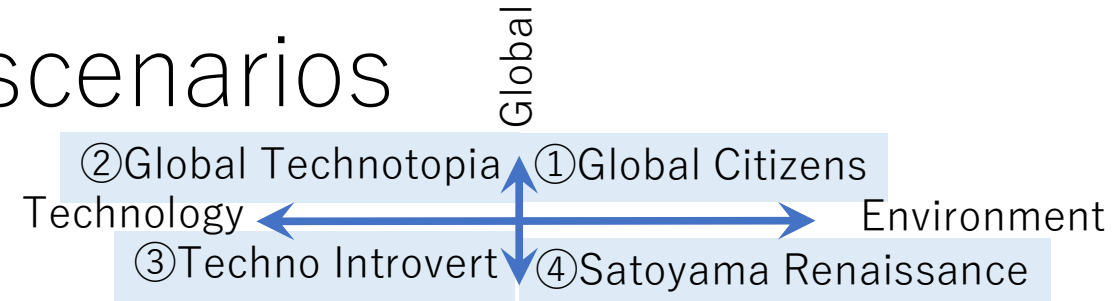 scenarios
Global
②Global Technotopia
①Global Citizens
Technology
Environment
③Techno Introvert
④Satoyama Renaissance